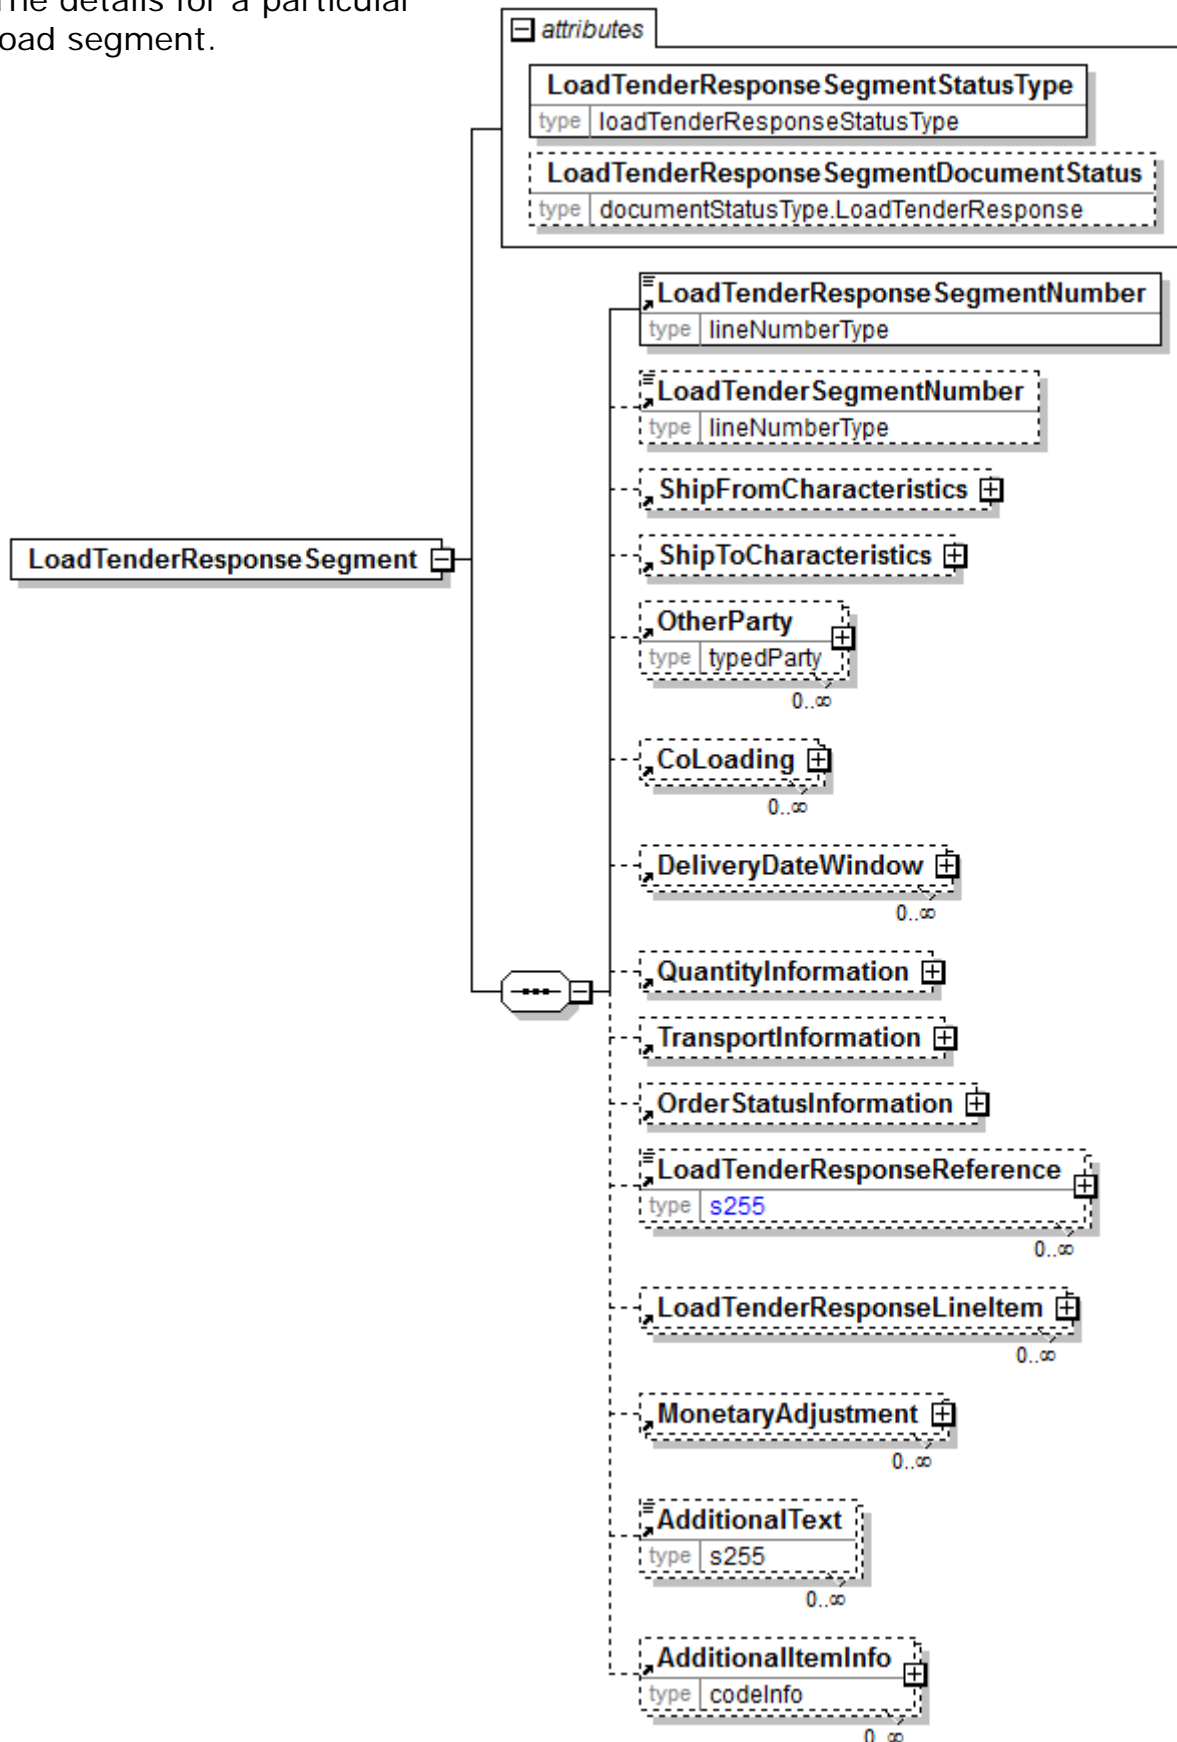 The details for a particular
load segment.
attributes
LoadTenderResponseSegmentStatusType
type loadTenderResponseStatusType
LoadTenderResponseSegmentDocumentStatus
type documentStatusType.LoadTenderResponse
LoadTenderResponseSegmentNumber
type lineNumberType
LoadTenderSegmentNumber
type lineNumberType
ShipFromCharacteristics
LoadTenderResponseSegment
ShipToCharacteristics
OtherParty
type typedParty
0..∞
CoLoading
0..∞
DeliveryDateWindow
0..∞
QuantityInformation
TransportInformation
OrderStatusInformation
LoadTenderResponseReference
type s255
0..∞
LoadTenderResponseLineItem
0..∞
MonetaryAdjustment
0..∞
AdditionalText
type s255
0..∞
AdditionalItemInfo
type codeInfo
0..∞